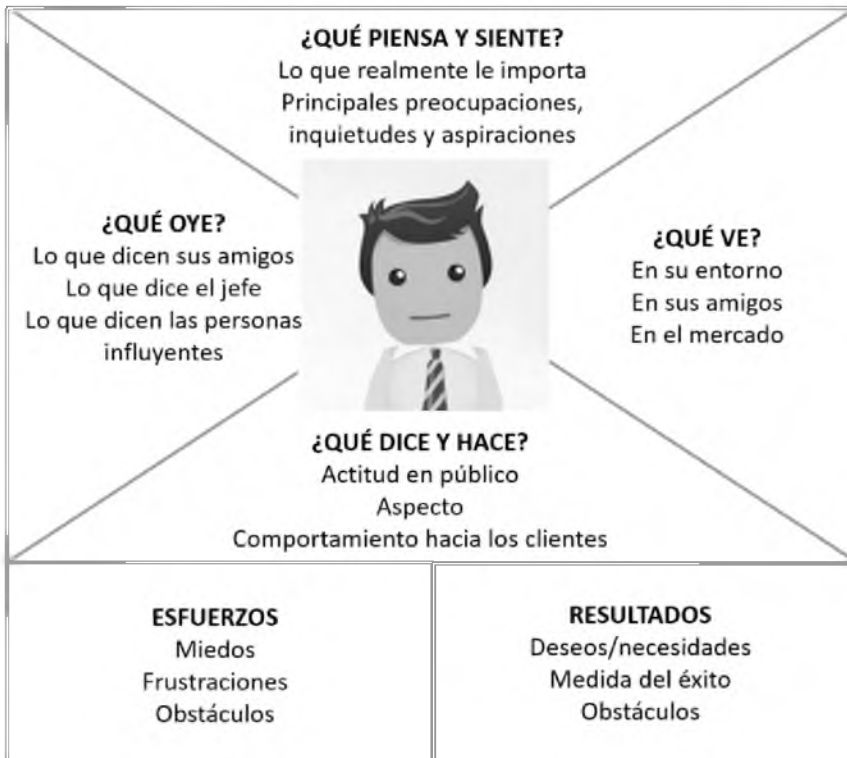 ¿QUÉ PIENSA Y SIENTE?
Lo que realmente le importa
Principales preocupaciones,
inquietudes y aspiraciones
¿QUÉ OYE?
Lo que dicen sus amigos
Lo que dice el jefe
Lo que dicen las personas
influyentes
¿QUÉ VE?
En su entorno
En sus amigos
En el mercado
¿QUÉ DICE Y HACE?
Actitud en público
Aspecto
Comportamiento hacia los clientes
ESFUERZOS
Miedos
Frustraciones
Obstáculos
RESULTADOS
Deseos/necesidades
Medida del éxito
Obstáculos